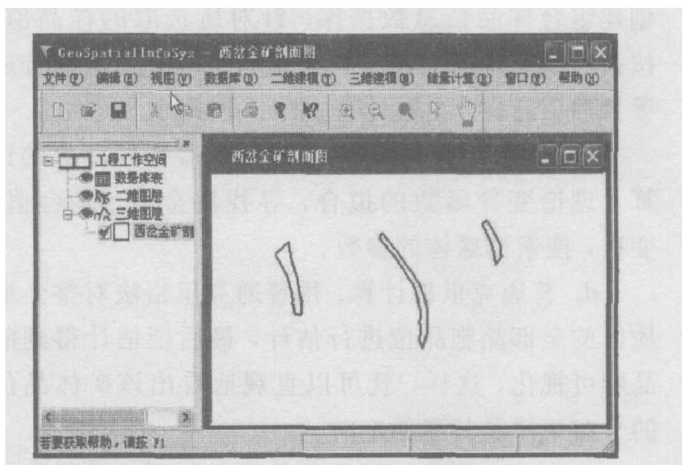 GeoSpatialInfoSys - 西岔金矿剖面图
文件(F) 编辑(E) 视图(V) 数据库(D) 二维建模(T) 三维建模(M) 储量计算(R) 窗口(W) 帮助(H)
工程工作空间
数据库表
二维图层
三维图层
西岔金矿剖
西岔金矿剖面图
若要获取帮助，请按 F1